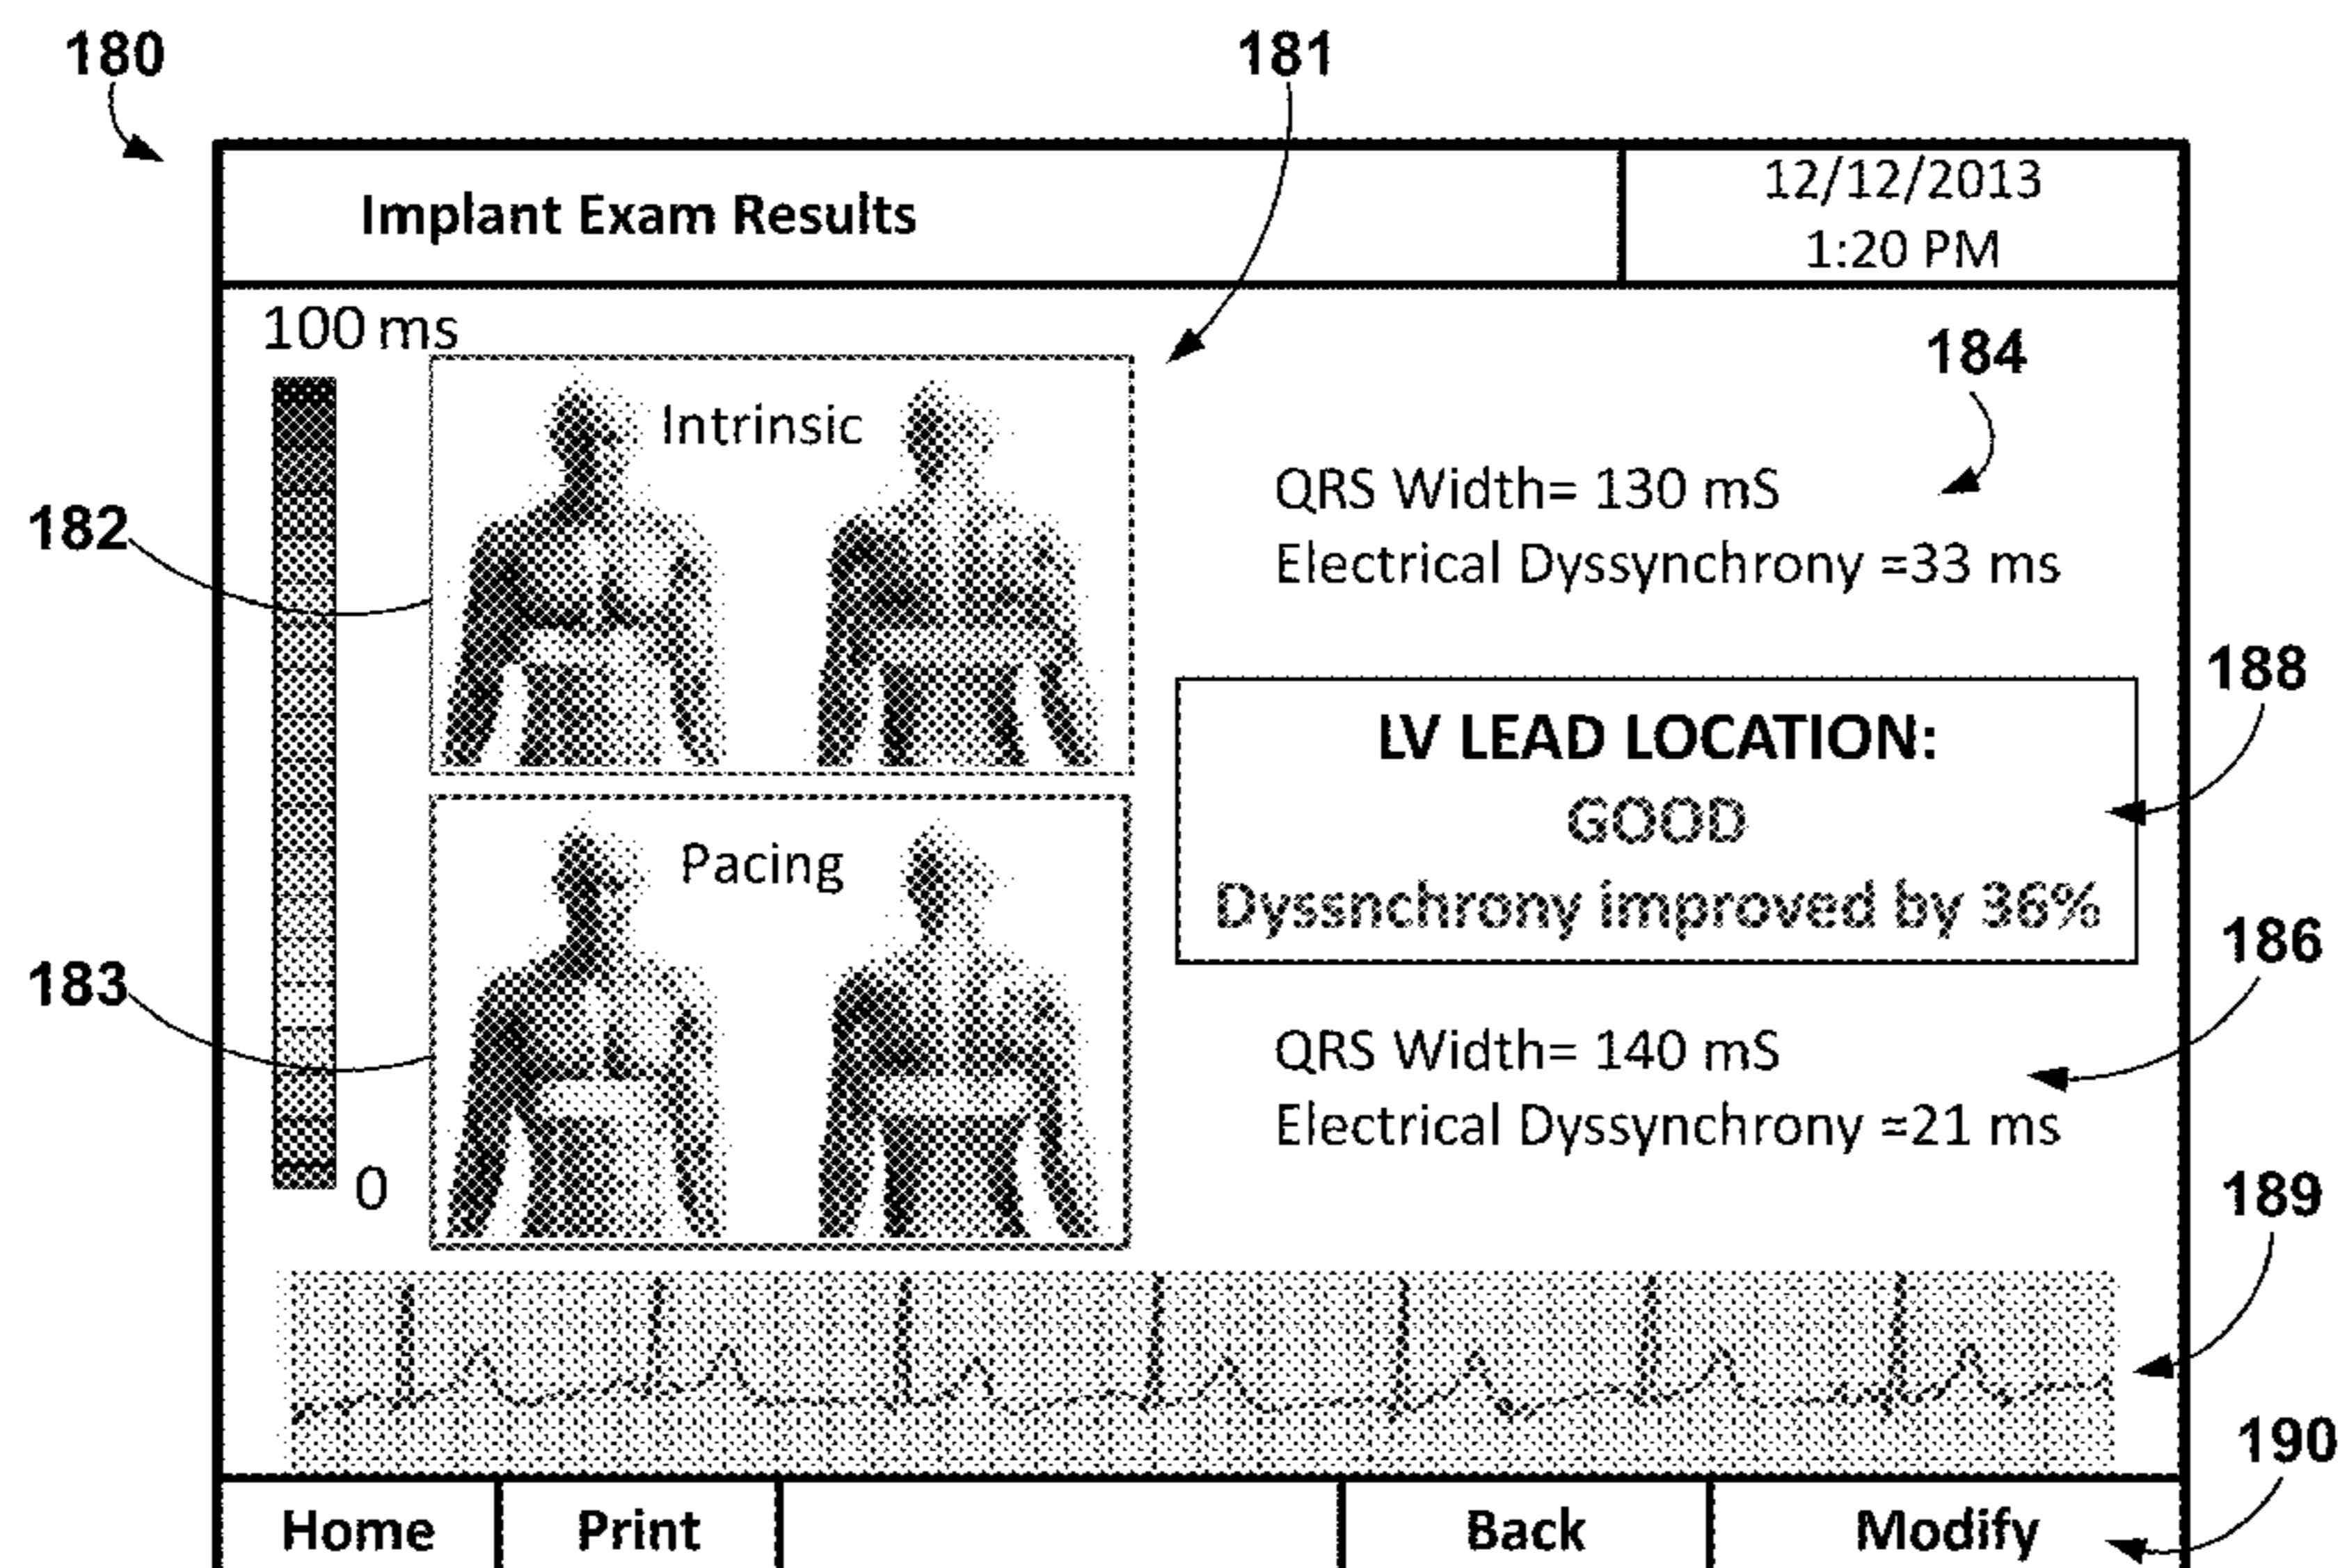 180
181
Implant Exam Results
12/12/2013
1:20 PM
100 ms
184
Intrinsic
QRS Width= 130 mS
182
Electrical Dyssynchrony =33 ms
188
LV LEAD LOCATION:
GOOD
Pacing
Dyssnchrony improved by 36%
186
183
QRS Width= 140 mS
Electrical Dyssynchrony =21 ms
0
189
190
Home
Print
Back
Modify